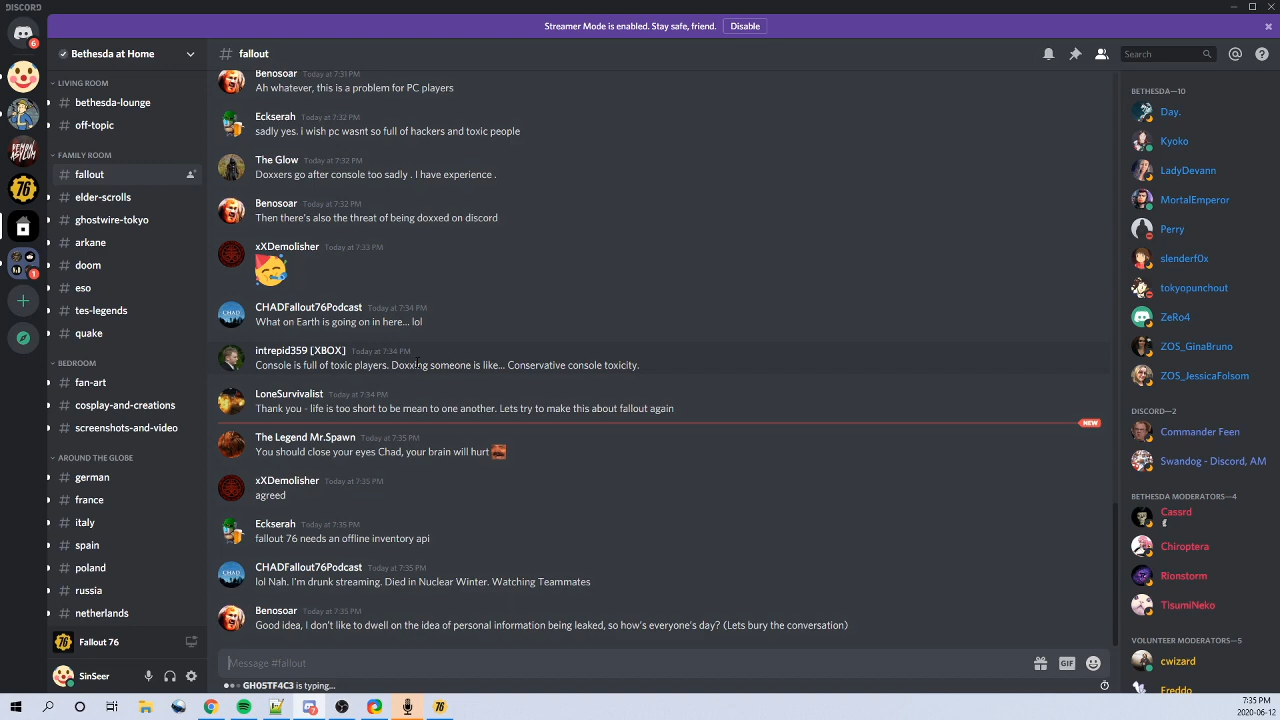 DISCORD
Streamer Mode is enabled. Stay safe, friend. Disable
6
1
76
DEMON
ASYLUM
Bethesda at Home
LIVING ROOM
# bethesda-lounge
# off-topic
FAMILY ROOM
# fallout
# elder-scrolls
# ghostwire-tokyo
# arkane
# doom
# eso
# tes-legends
# quake
BEDROOM
# fan-art
# cosplay-and-creations
# screenshots-and-video
AROUND THE GLOBE
# german
# france
# italy
# spain
# poland
# russia
# netherlands
76 Fallout 76
SinSeer
# fallout
Search
Benosoar Today at 7:31 PM
Ah whatever, this is a problem for PC players
Eckserah Today at 7:32 PM
sadly yes. i wish pc wasnt so full of hackers and toxic people
The Glow Today at 7:32 PM
Doxxers go after console too sadly . I have experience .
Benosoar Today at 7:32 PM
Then there's also the threat of being doxxed on discord
xXDemolisher Today at 7:33 PM
CHADFallout76Podcast Today at 7:34 PM
CHAD
What on Earth is going on in here... lol
intrepid359 [XBOX] Today at 7:34 PM
Console is full of toxic players. Doxxing someone is like... Conservative console toxicity.
LoneSurvivalist Today at 7:34 PM
Thank you - life is too short to be mean to one another. Lets try to make this about fallout again
NEW
The Legend Mr.Spawn Today at 7:35 PM
You should close your eyes Chad, your brain will hurt
xXDemolisher Today at 7:35 PM
agreed
Eckserah Today at 7:35 PM
fallout 76 needs an offline inventory api
CHADFallout76Podcast Today at 7:35 PM
CHAD
lol Nah. I'm drunk streaming. Died in Nuclear Winter. Watching Teammates
Benosoar Today at 7:35 PM
Good idea, I don't like to dwell on the idea of personal information being leaked, so how's everyone's day? (Lets bury the conversation)
Message #fallout
GIF
GH05TF4C3 is typing...
BETHESDA—10
Day.
Kyoko
LadyDevann
MortalEmperor
Perry
slenderf0x
tokyopunchout
ZeRo4
ZOS_GinaBruno
ZOS_JessicaFolsom
DISCORD—2
Commander Feen
Swandog - Discord, AM
BETHESDA MODERATORS—4
Cassrd
Chiroptera
Rionstorm
TisumiNeko
VOLUNTEER MODERATORS—5
cwizard
Freddo
7
76
7:35 PM
2020-06-12